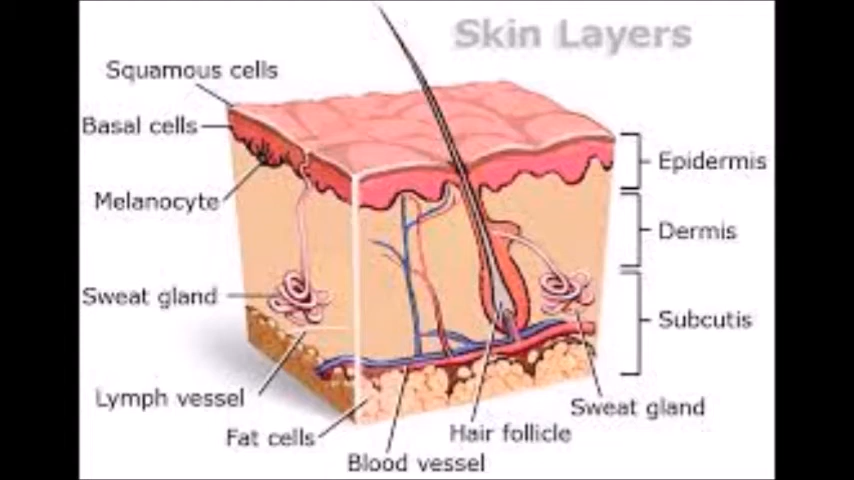 Skin Layers
Squamous cells
Basal cells
Epidermis
Melanocyte
Dermis
Sweat gland
Subcutis
Lymph vessel
Sweat gland
Fat cells
Hair follicle
Blood vessel